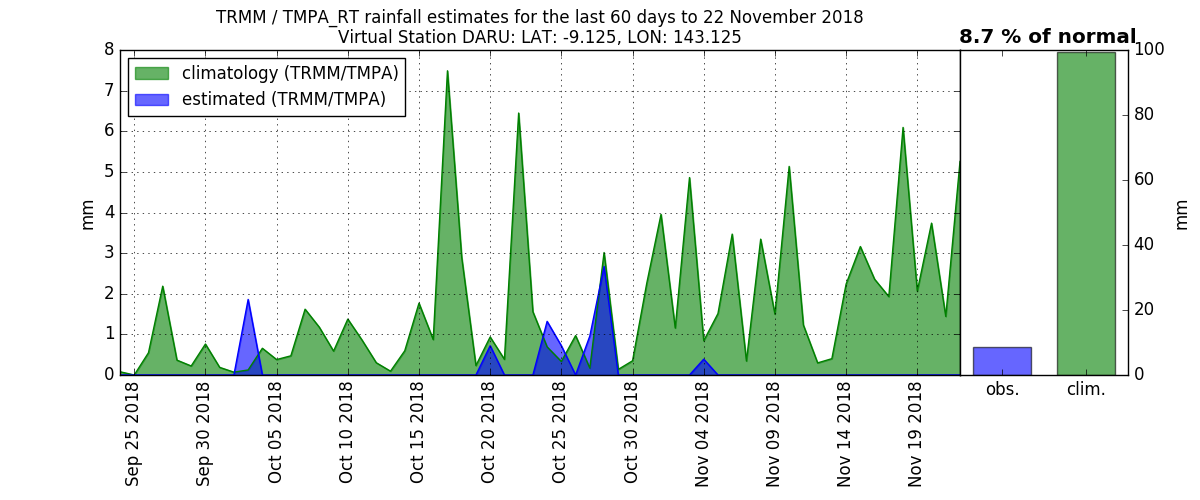 TRMM / TMPA_RT rainfall estimates for the last 60 days to 22 November 2018
Virtual Station DARU: LAT: -9.125, LON: 143.125
8.7 % of normal
climatology (TRMM/TMPA)
estimated (TRMM/TMPA)
mm
8
7
6
5
4
3
2
1
0
Sep 25 2018
Sep 30 2018
Oct 05 2018
Oct 10 2018
Oct 15 2018
Oct 20 2018
Oct 25 2018
Oct 30 2018
Nov 04 2018
Nov 09 2018
Nov 14 2018
Nov 19 2018
obs.
clim.
100
80
60
40
20
0
mm